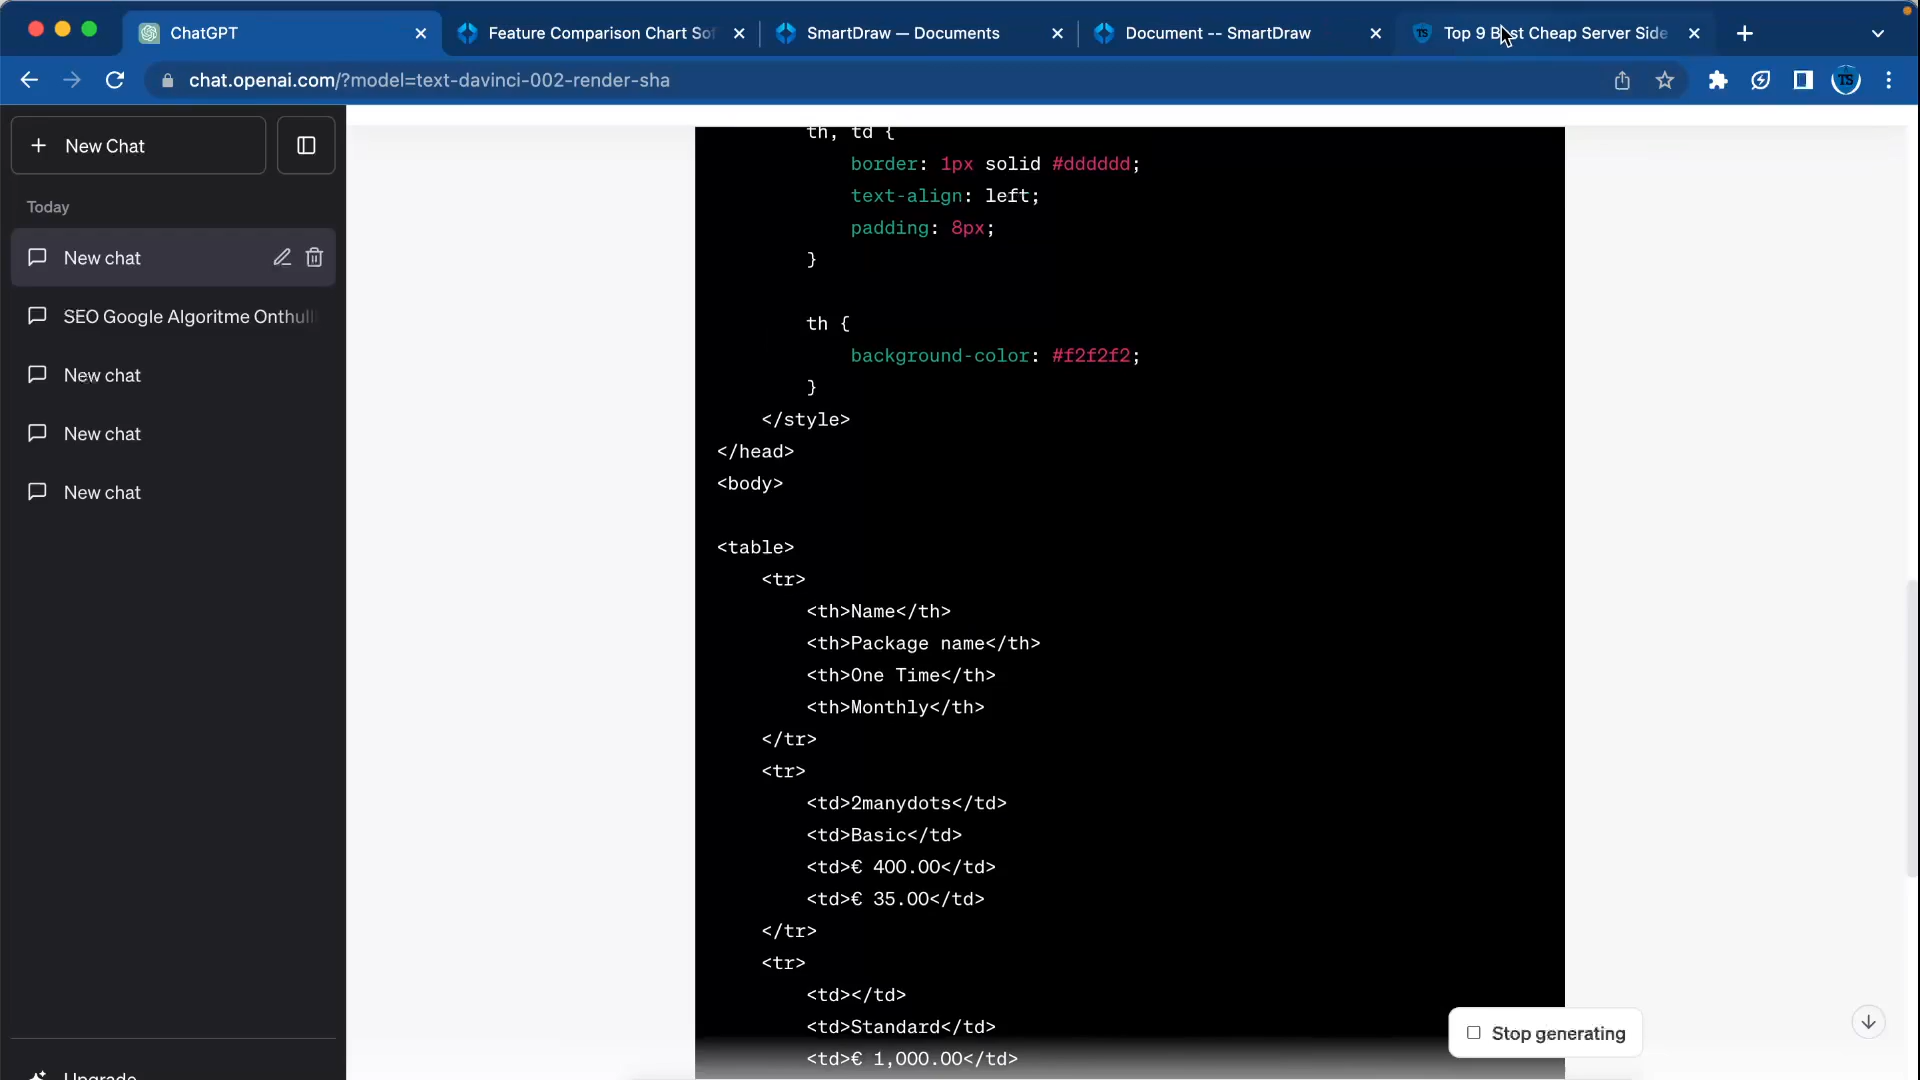 ChatGPT
Feature Comparison Chart Sof
SmartDraw — Documents
Document -- SmartDraw
TS
Top 9 Best Cheap Server Side
chat.openai.com/?model=text-davinci-002-render-sha
TS
New Chat
Today
New chat
SEO Google Algoritme Onthull
New chat
New chat
New chat
Upgrade
th, td {
border: 1px solid #dddddd;
text-align: left;
padding: 8px;
}
th {
background-color: #f2f2f2;
}
</style>
</head>
<body>
<table>
<tr>
<th>Name</th>
<th>Package name</th>
<th>One Time</th>
<th>Monthly</th>
</tr>
<tr>
<td>2manydots</td>
<td>Basic</td>
<td>€ 400.00</td>
<td>€ 35.00</td>
</tr>
<tr>
<td></td>
<td>Standard</td>
<td>€ 1,000.00</td>
Stop generating